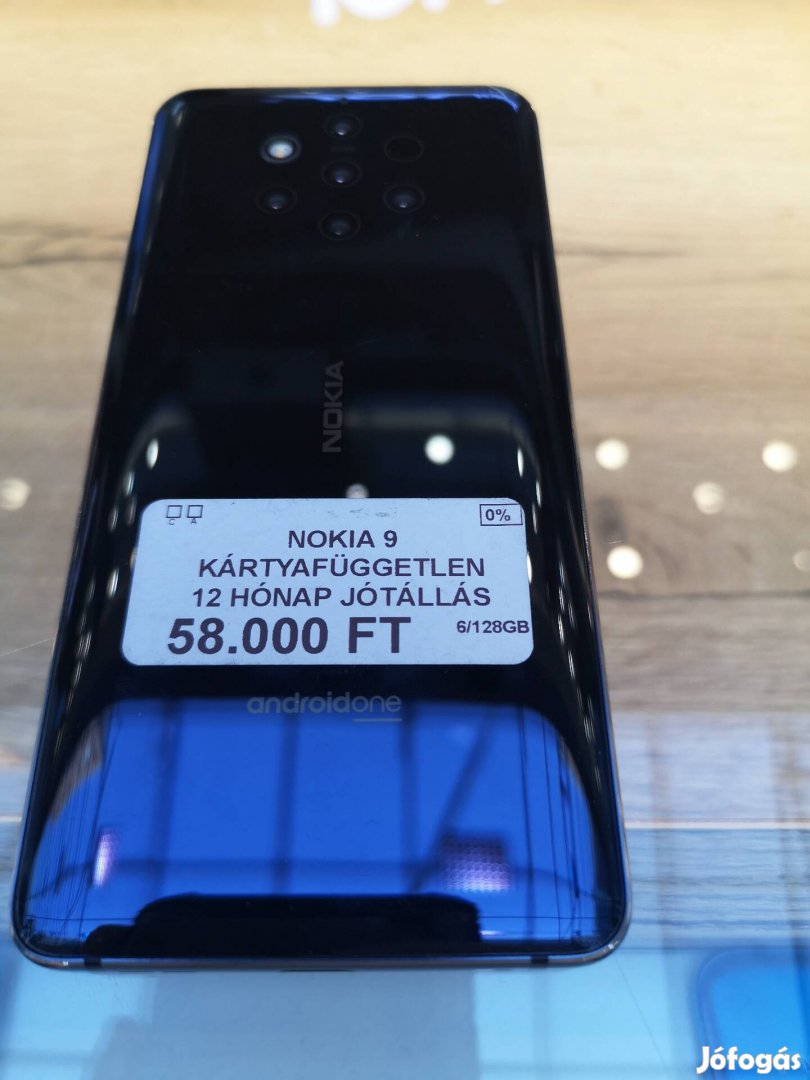 NOKIA
C A
0%
NOKIA 9
KÁRTYAFÜGGETLEN
12 HÓNAP JÓTÁLLÁS
58.000 FT 6/128GB
androidone
Jófogás